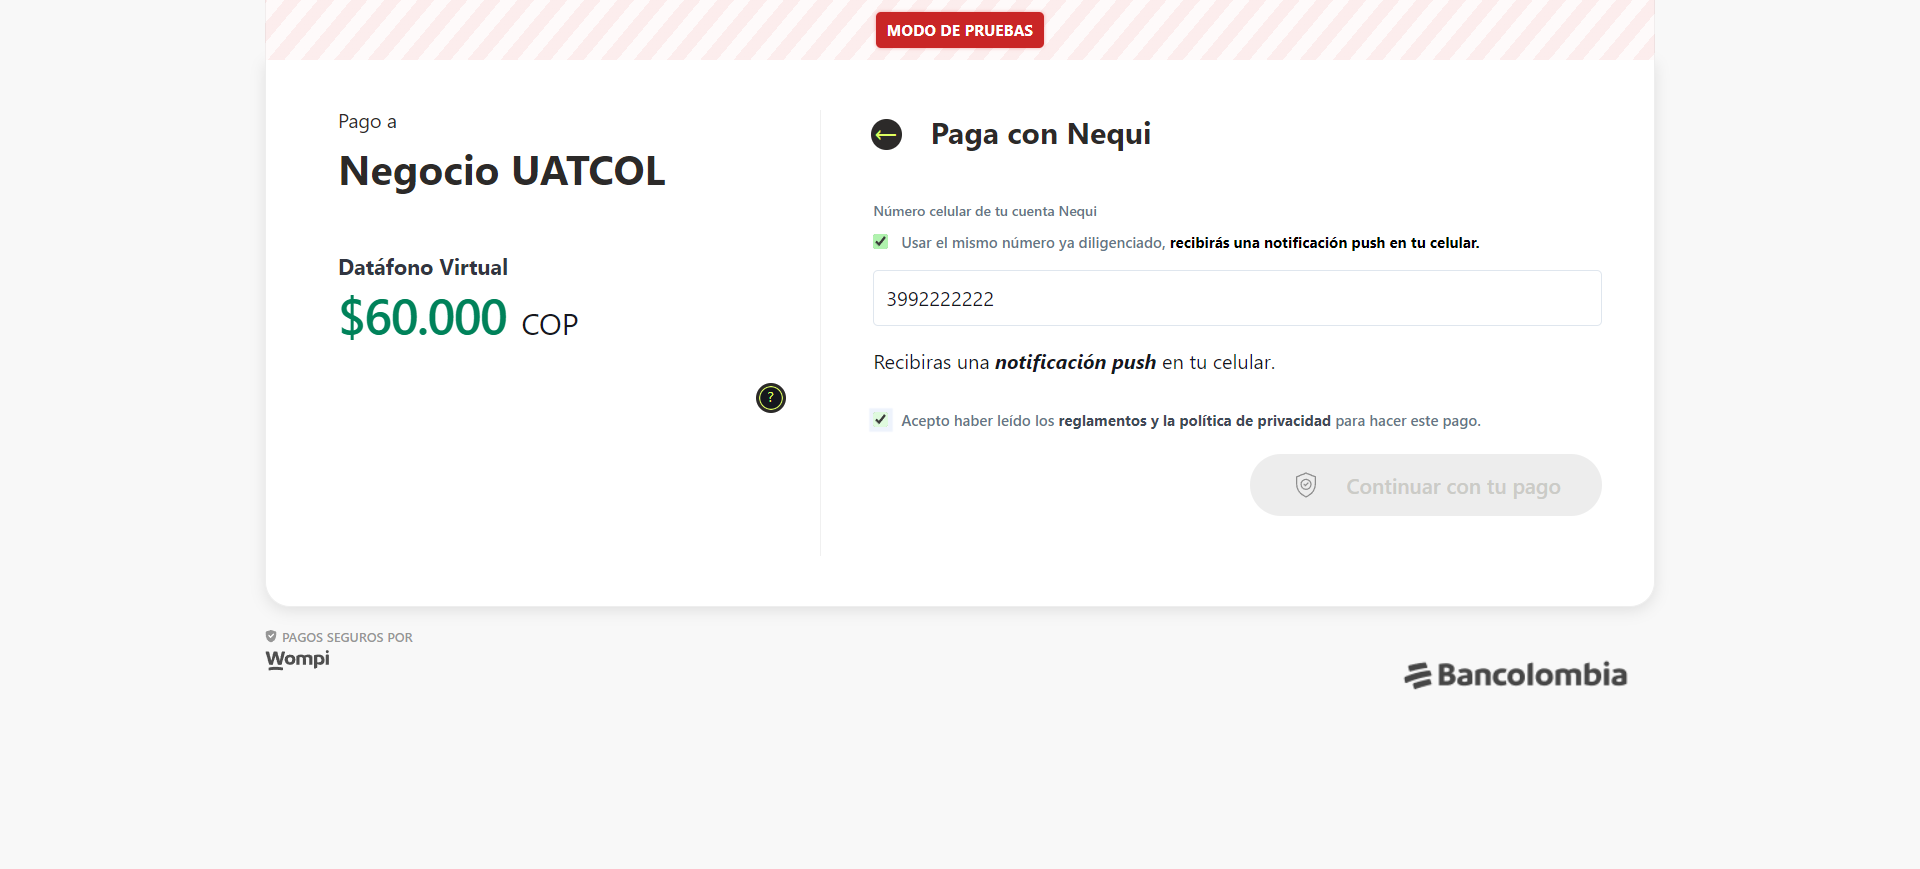 MODO DE PRUEBAS
Pago a
Negocio UATCOL
Datáfono Virtual
$60.000 COP
?
Paga con Nequi
Número celular de tu cuenta Nequi
Usar el mismo número ya diligenciado, recibirás una notificación push en tu celular.
3992222222
Recibiras una notificación push en tu celular.
Acepto haber leído los reglamentos y la política de privacidad para hacer este pago.
Continuar con tu pago
PAGOS SEGUROS POR
Wompi
Bancolombia